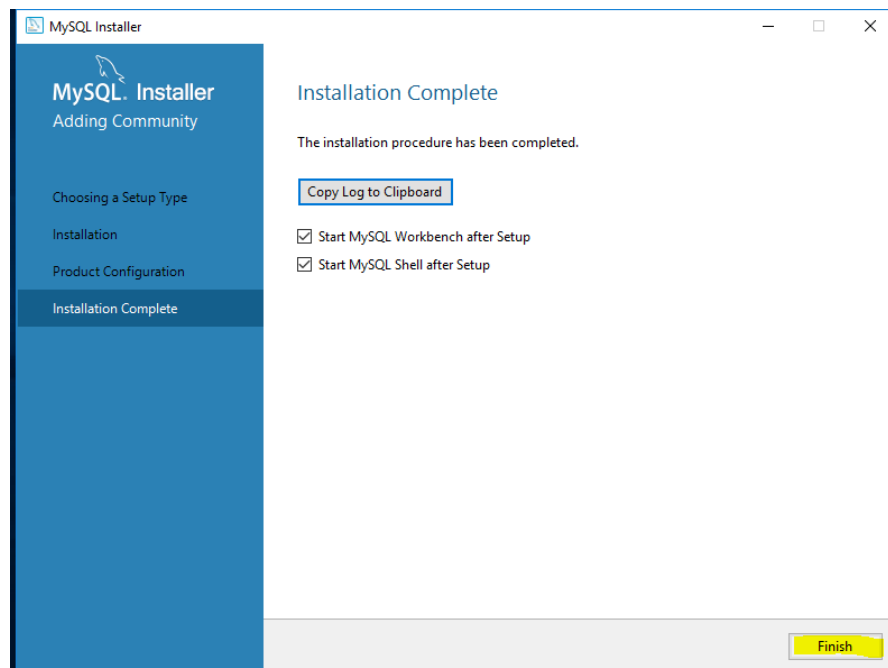 MySQL Installer
MySQL. Installer
Adding Community
Choosing a Setup Type
Installation
Product Configuration
Installation Complete
Installation Complete
The installation procedure has been completed.
Copy Log to Clipboard
Start MySQL Workbench after Setup
Start MySQL Shell after Setup
Finish